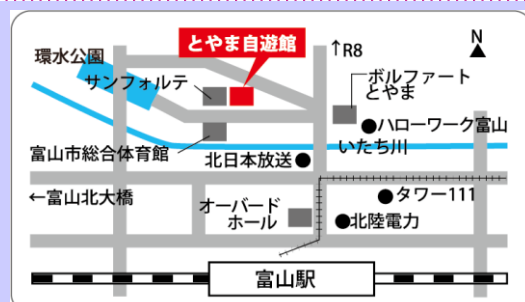 とやま自遊館
↑R8
N
環水公園
サンフォルテ
ボルファート
とやま
ハローワーク富山
富山市総合体育館
いたち川
北日本放送
←富山北大橋
タワー111
オーバード
ホール
北陸電力
富山駅